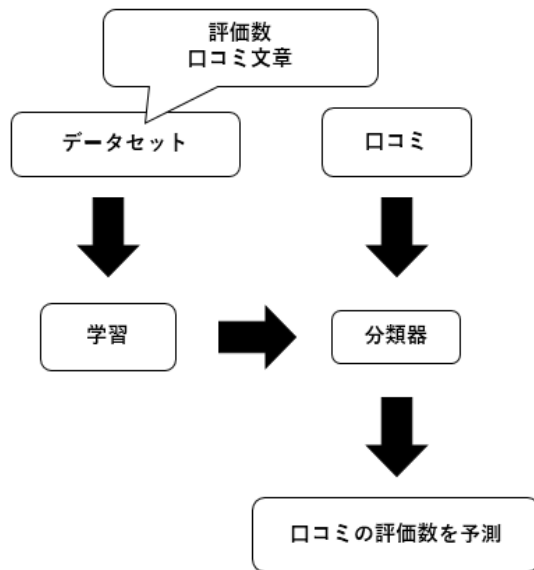 評価数
口コミ文章
データセット
口コミ
学習
分類器
口コミの評価数を予測